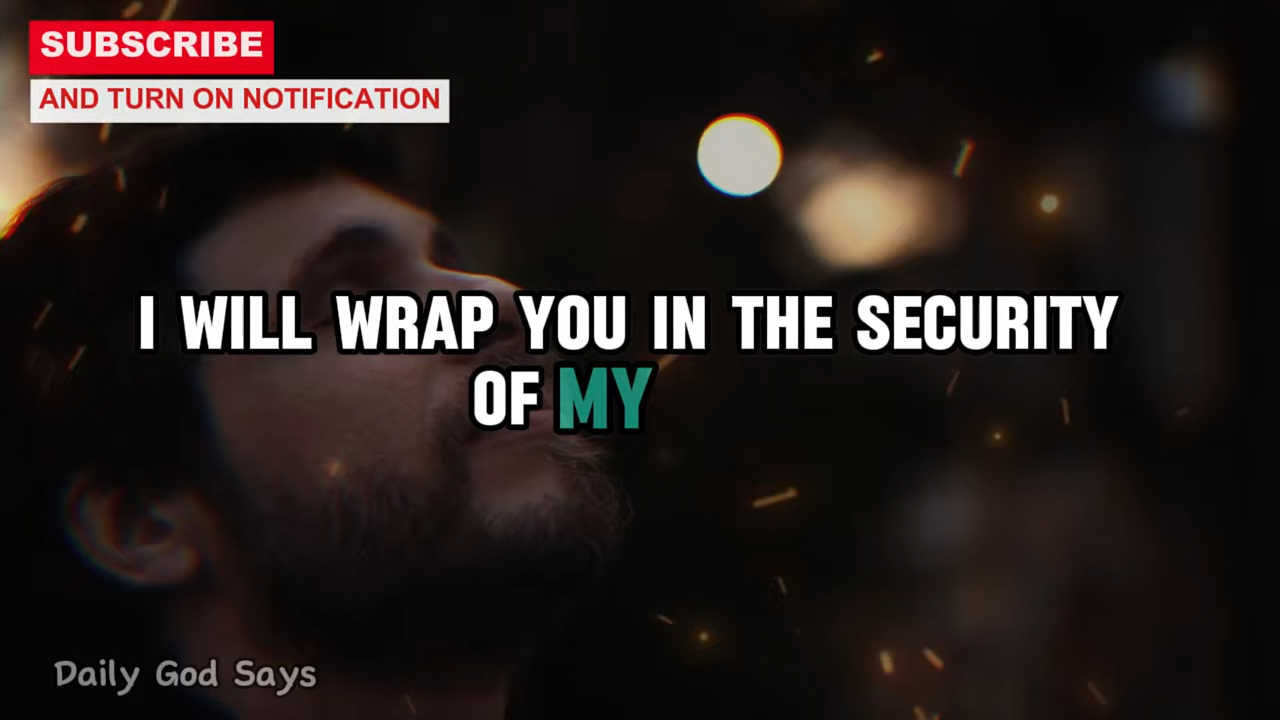 SUBSCRIBE
AND TURN ON NOTIFICATION
I WILL WRAP YOU IN THE SECURITY
OF MY
Daily God Says